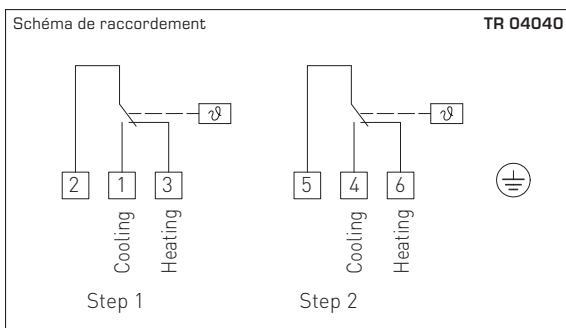 Schéma de raccordement TR 04040
ϑ ϑ
2 1 3 5 4 6
Cooling Heating Cooling Heating
Step 1 Step 2